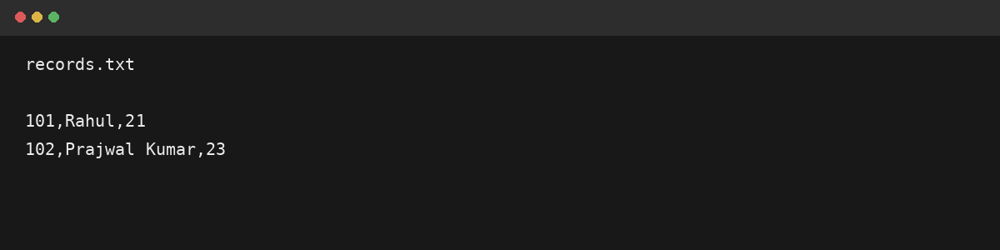 records.txt
101,Rahul,21
102,Prajwal Kumar,23